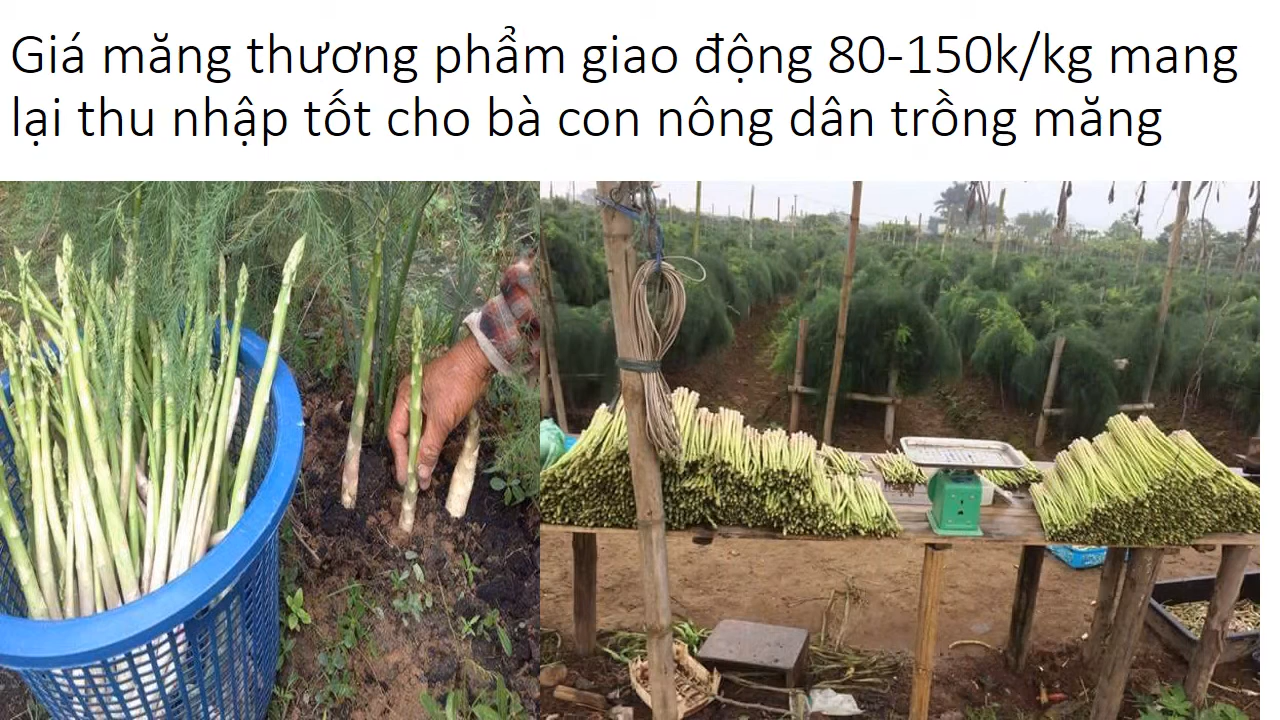 Giá măng thương phẩm giao động 80-150k/kg mang
lại thu nhập tốt cho bà con nông dân trồng măng